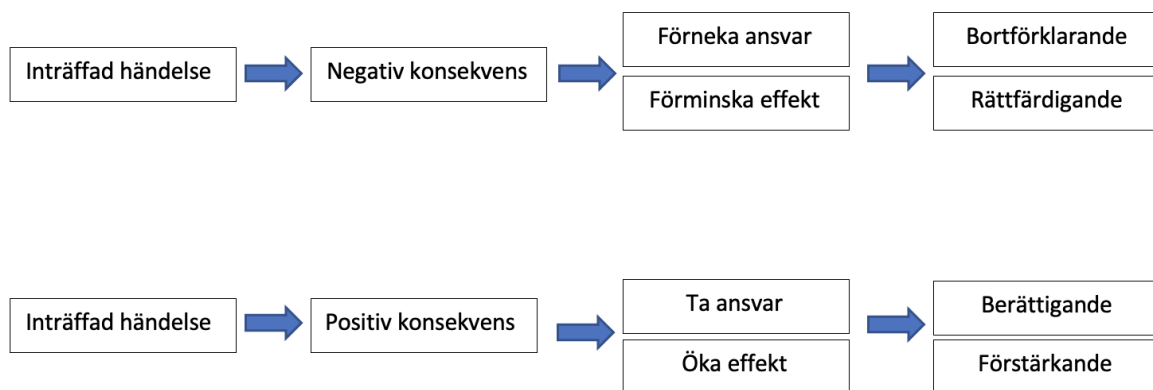 Inträffad händelse
Negativ konsekvens
Förneka ansvar
Förminska effekt
Bortförklarande
Rättfärdigande
Inträffad händelse
Positiv konsekvens
Ta ansvar
Öka effekt
Berättigande
Förstärkande